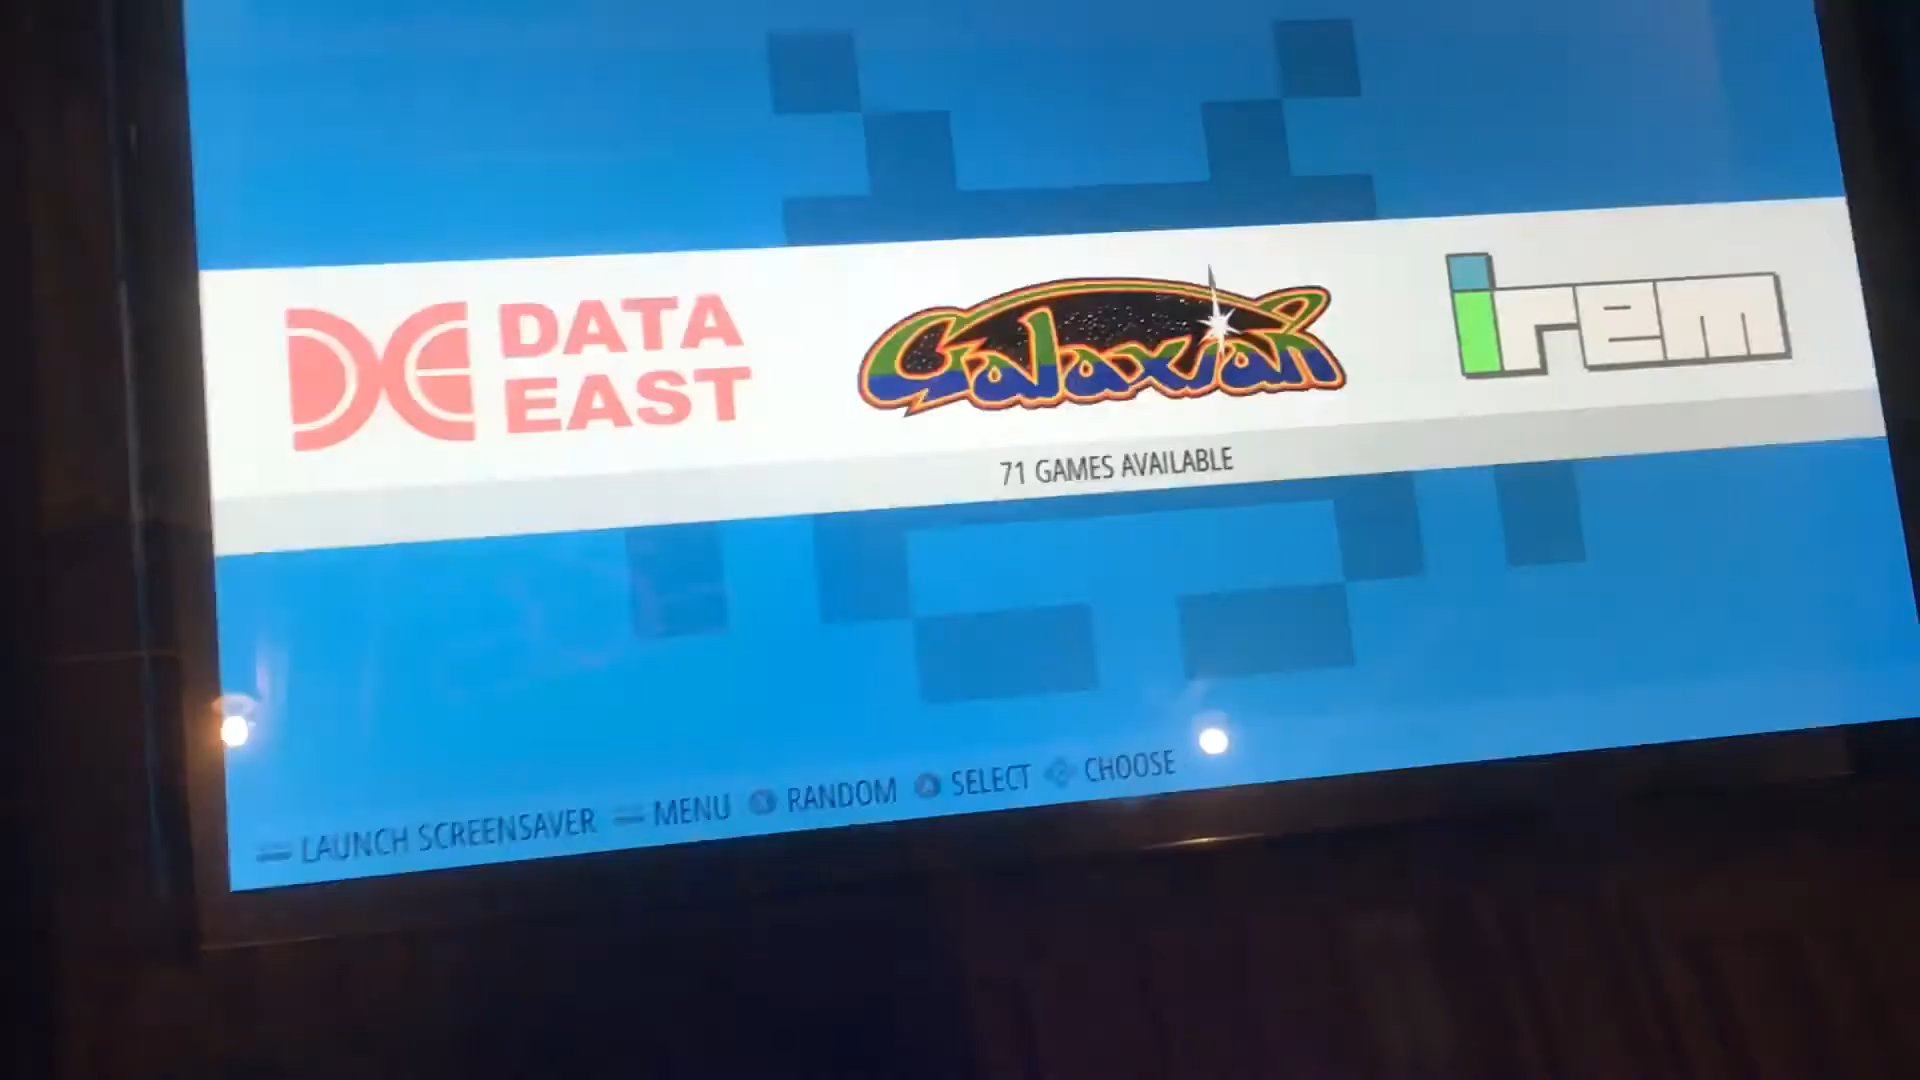 DATA
EAST
Galaxian
irem
71 GAMES AVAILABLE
LAUNCH SCREENSAVER MENU RANDOM SELECT CHOOSE